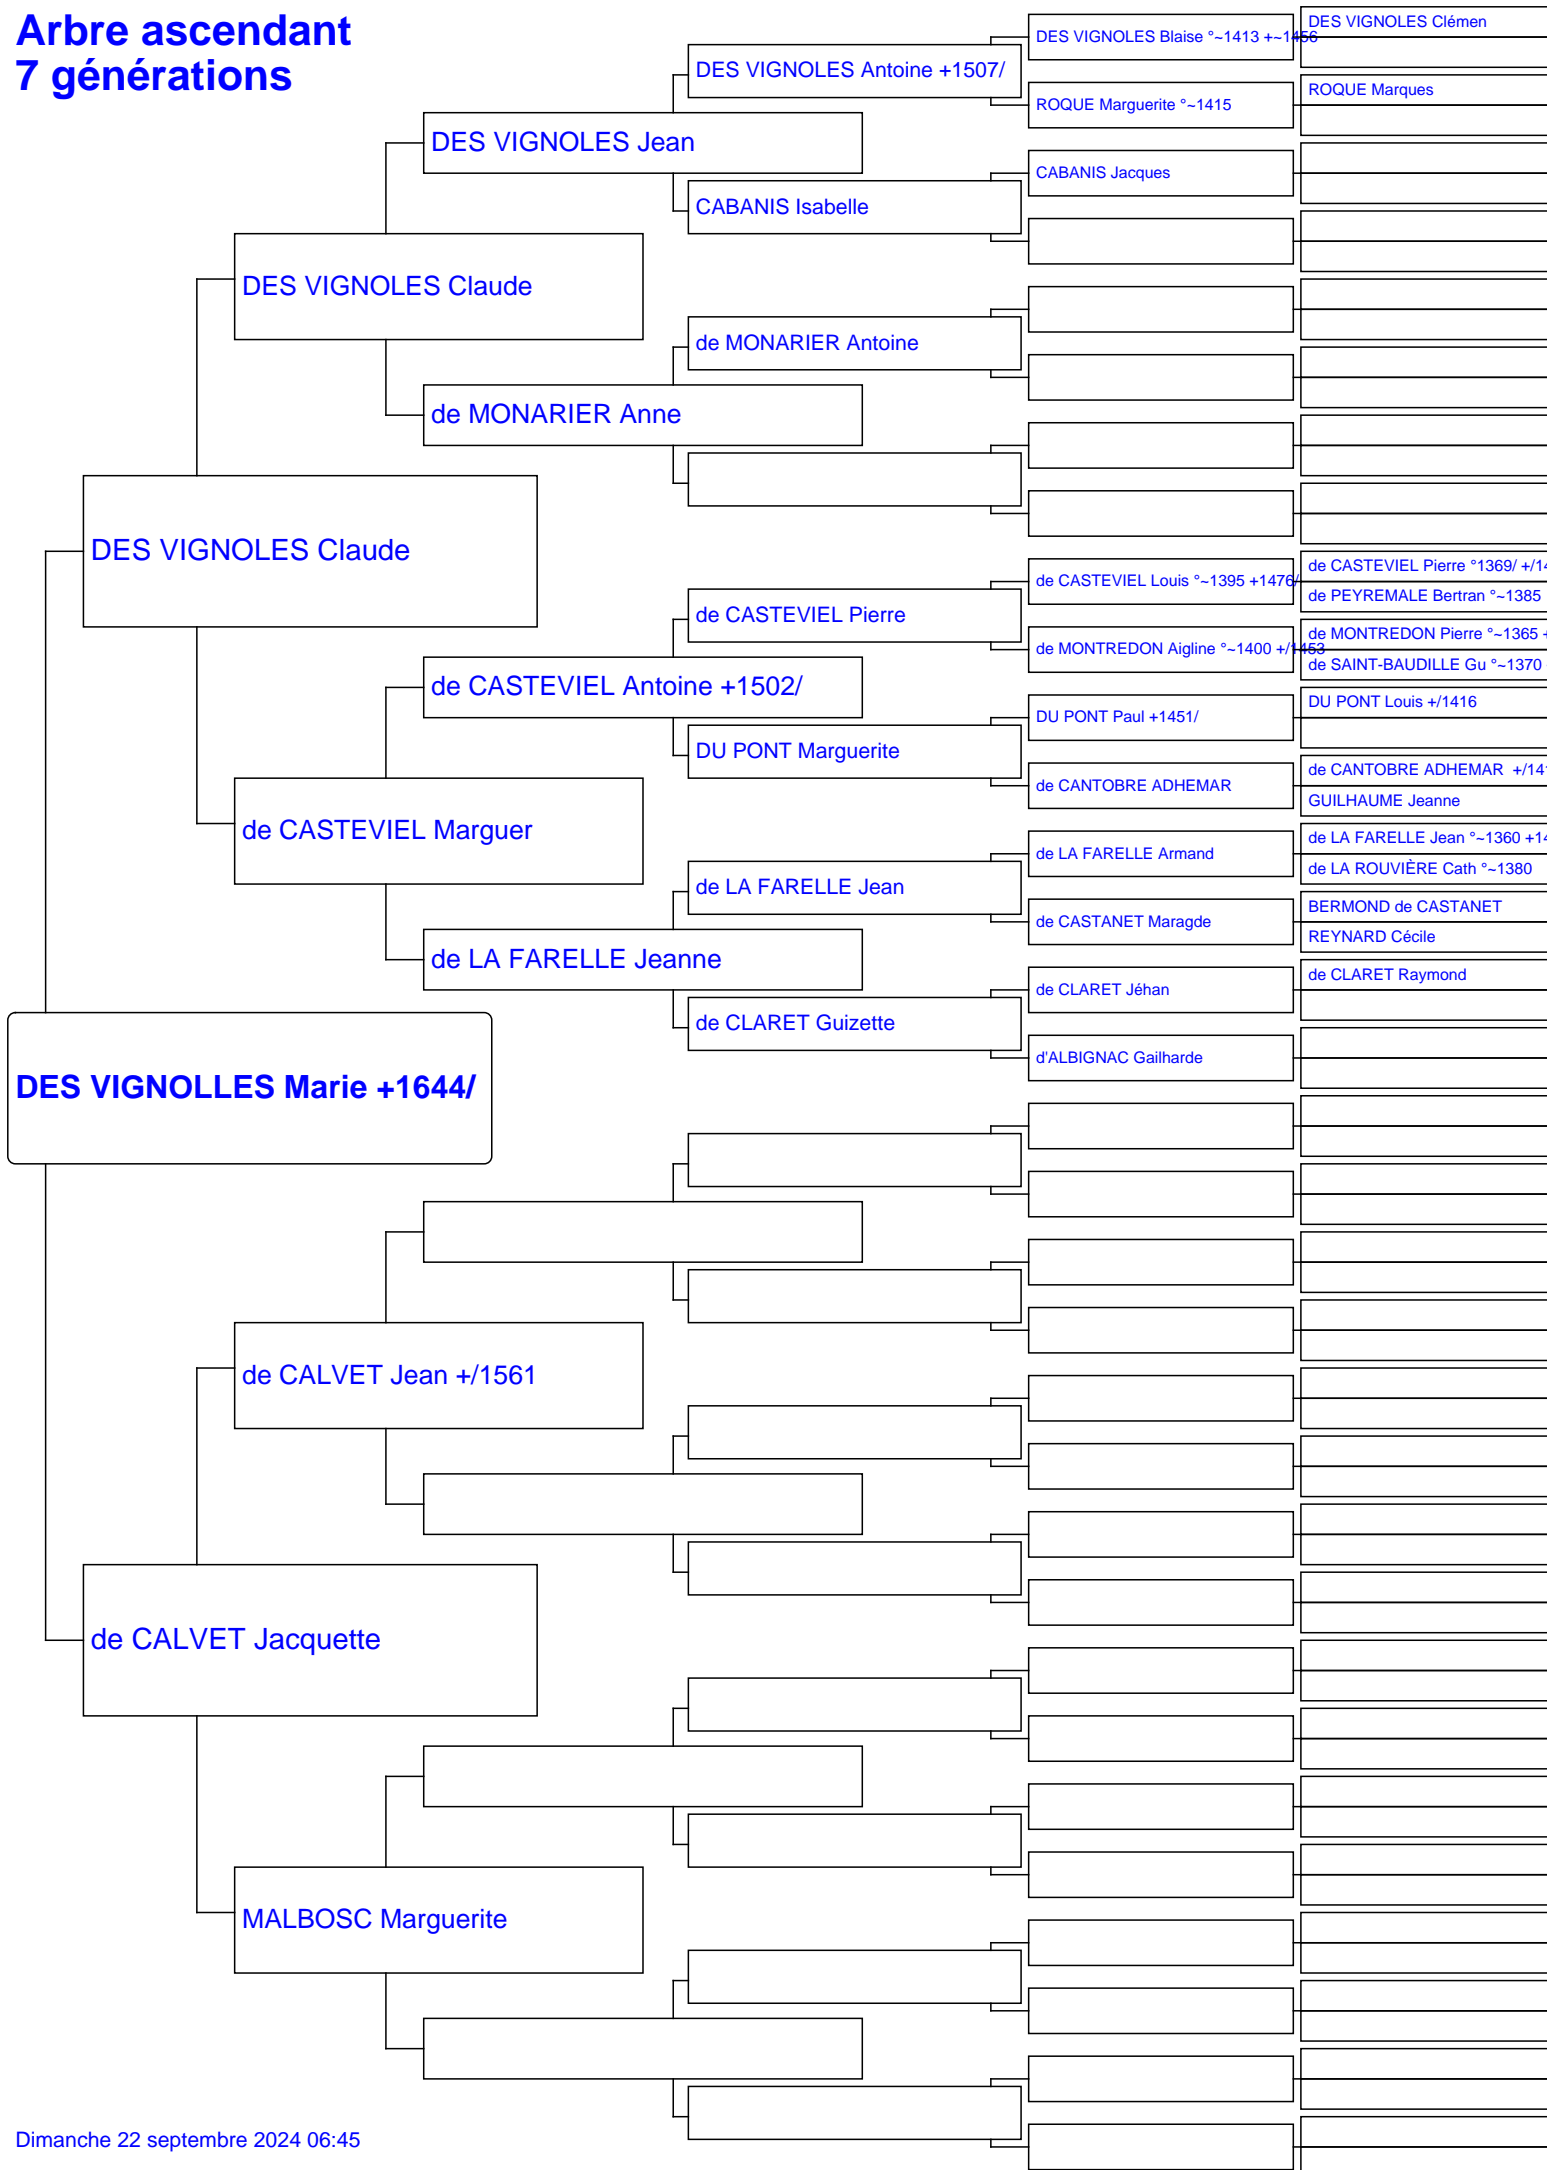 Arbre ascendant
7 générations
DES VIGNOLLES Marie +1644/
DES VIGNOLES Claude
de CALVET Jacquette
DES VIGNOLES Claude
de CASTEVIEL Marguer
de CALVET Jean +/1561
MALBOSC Marguerite
DES VIGNOLES Jean
de MONARIER Anne
de CASTEVIEL Antoine +1502/
de LA FARELLE Jeanne
DES VIGNOLES Antoine +1507/
CABANIS Isabelle
de MONARIER Antoine
de CASTEVIEL Pierre
DU PONT Marguerite
de LA FARELLE Jean
de CLARET Guizette
DES VIGNOLES Blaise °~1413 +~1456
ROQUE Marguerite °~1415
CABANIS Jacques
de CASTEVIEL Louis °~1395 +1476/
de MONTREDON Aigline °~1400 +/1453
DU PONT Paul +1451/
de CANTOBRE ADHEMAR
de LA FARELLE Armand
de CASTANET Maragde
de CLARET Jéhan
d'ALBIGNAC Gailharde
DES VIGNOLES Clémen
ROQUE Marques
de CASTEVIEL Pierre °1369/ +/14
de PEYREMALE Bertran °~1385
de MONTREDON Pierre °~1365 +
de SAINT-BAUDILLE Gu °~1370
DU PONT Louis +/1416
de CANTOBRE ADHEMAR +/141
GUILHAUME Jeanne
de LA FARELLE Jean °~1360 +14
de LA ROUVIÈRE Cath °~1380
BERMOND de CASTANET
REYNARD Cécile
de CLARET Raymond
Dimanche 22 septembre 2024 06:45